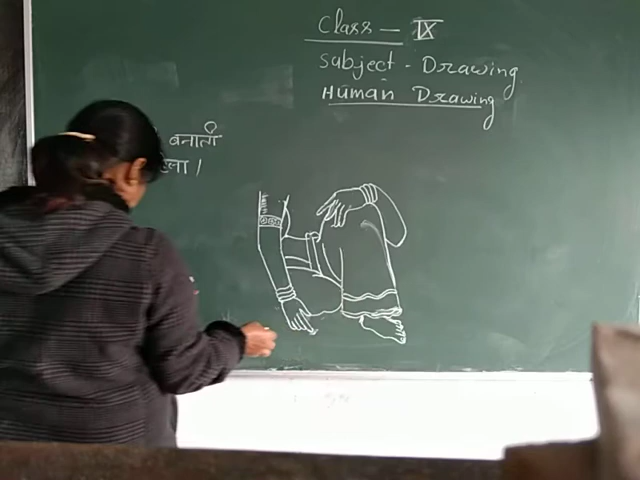 Class - IX
Subject - Drawing
Human Drawing
बनाती